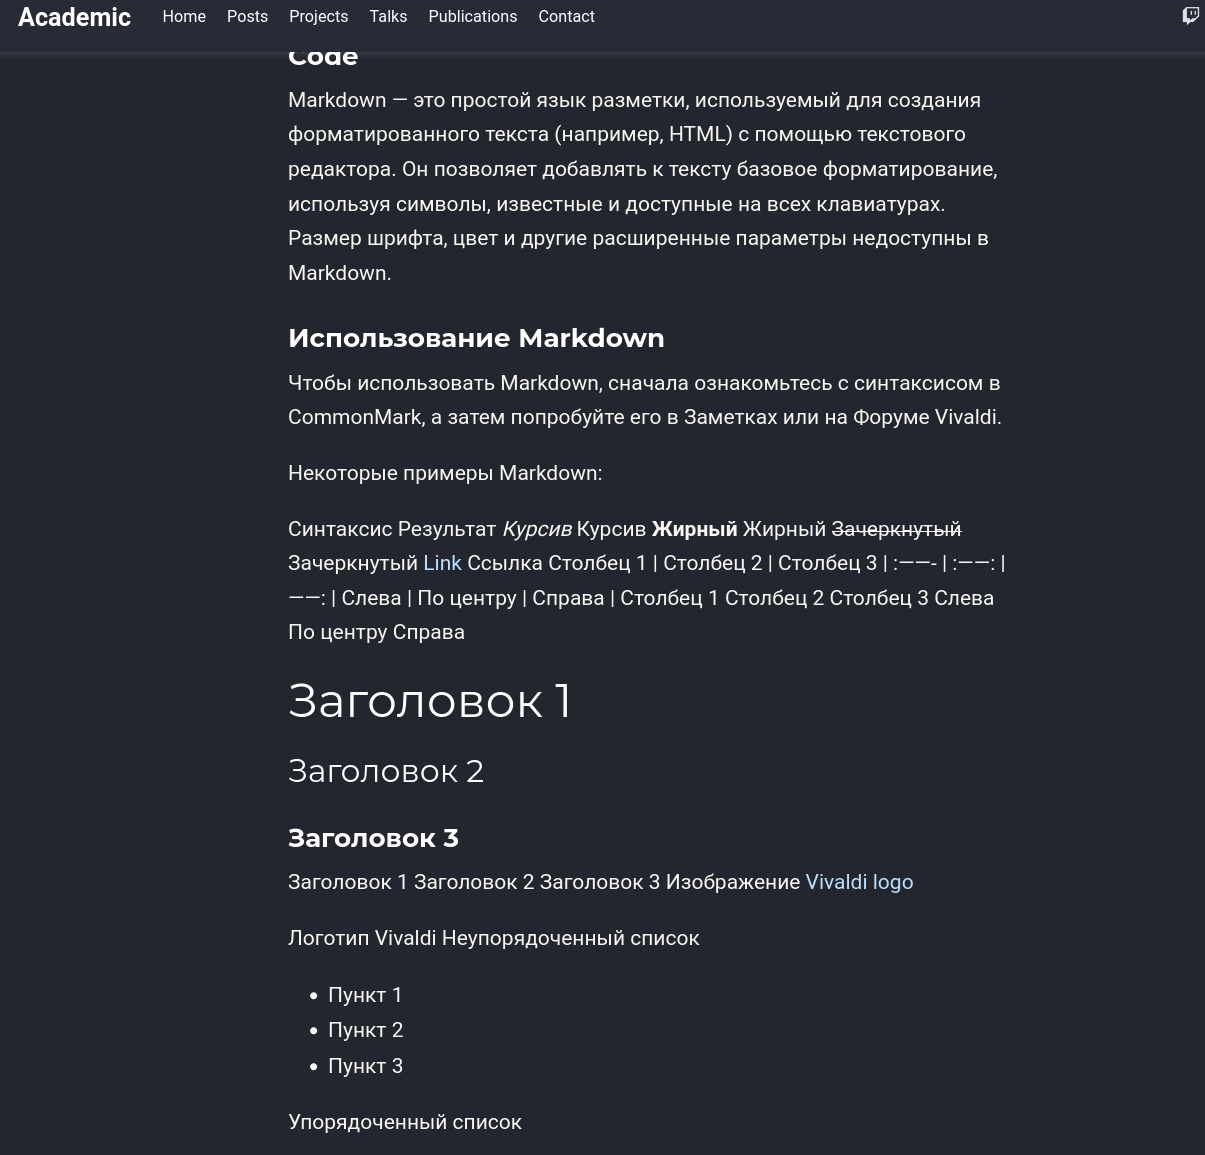 Academic Home Posts Projects Talks Publications Contact
Code
Markdown — это простой язык разметки, используемый для создания
форматированного текста (например, HTML) с помощью текстового
редактора. Он позволяет добавлять к тексту базовое форматирование,
используя символы, известные и доступные на всех клавиатурах.
Размер шрифта, цвет и другие расширенные параметры недоступны в
Markdown.
Использование Markdown
Чтобы использовать Markdown, сначала ознакомьтесь с синтаксисом в
CommonMark, а затем попробуйте его в Заметках или на Форуме Vivaldi.
Некоторые примеры Markdown:
Синтаксис Результат Курсив Курсив Жирный Жирный Зачеркнутый
Зачеркнутый Link Ссылка Столбец 1 | Столбец 2 | Столбец 3 | :——- | :——: |
——: | Слева | По центру | Справа | Столбец 1 Столбец 2 Столбец 3 Слева
По центру Справа
Заголовок 1
Заголовок 2
Заголовок 3
Заголовок 1 Заголовок 2 Заголовок 3 Изображение Vivaldi logo
Логотип Vivaldi Неупорядоченный список
• Пункт 1
• Пункт 2
• Пункт 3
Упорядоченный список